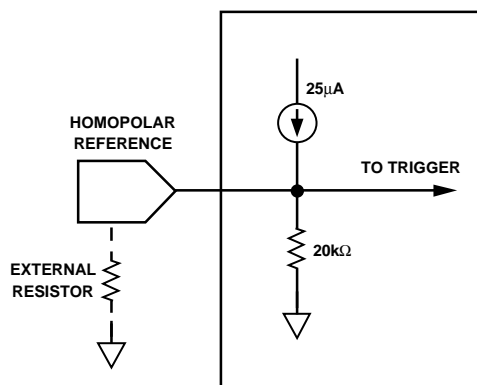 25μA
HOMOPOLAR
REFERENCE
TO TRIGGER
20kΩ
EXTERNAL
RESISTOR